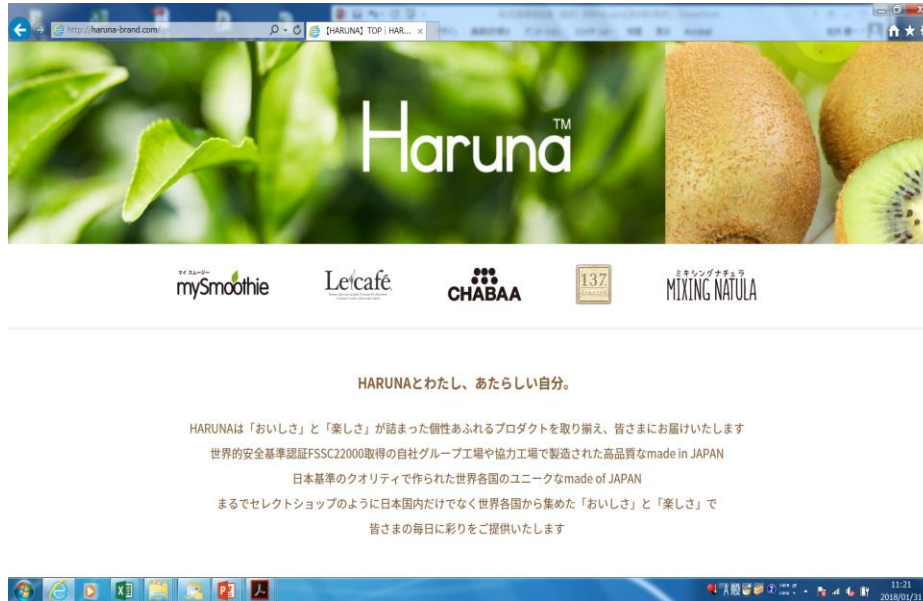 http://haruna-brand.com/
【HARUNA】TOP | HAR...
Haruna™
マイ スムージー
mySmoothie
Le café
CHABAA
137
ミキシングナチュラ
MIXING NATULA
HARUNAとわたし、あたらしい自分。
HARUNAは「おいしさ」と「楽しさ」が詰まった個性あふれるプロダクトを取り揃え、皆さまにお届けいたします
世界的安全基準認証FSSC22000取得の自社グループ工場や協力工場で製造された高品質なmade in JAPAN
日本基準のクオリティで作られた世界各国のユニークなmade of JAPAN
まるでセレクトショップのように日本国内だけでなく世界各国から集めた「おいしさ」と「楽しさ」で
皆さまの毎日に彩りをご提供いたします
A 般
11:21
2018/01/31